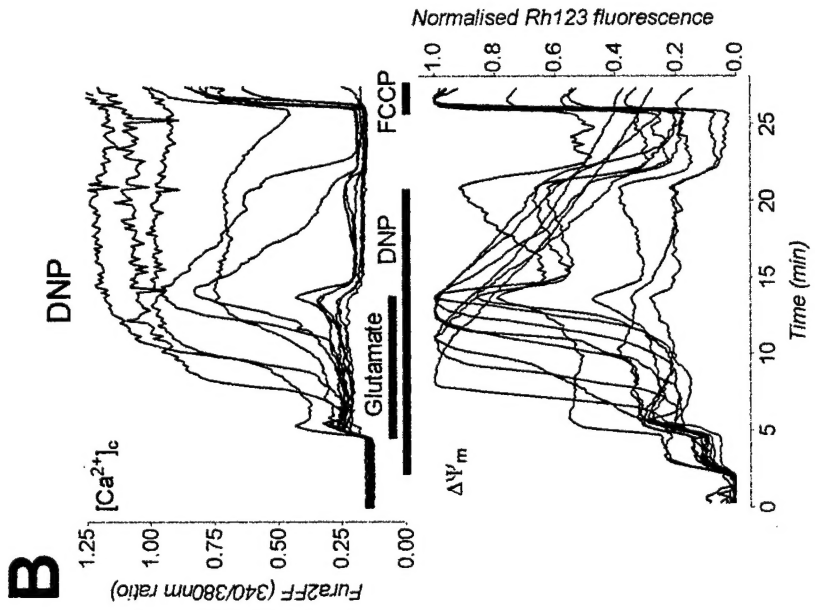 B
DNP
[Ca²⁺]c
Fura2FF (340/380nm ratio)
1.25
1.00
0.75
0.50
0.25
0.00
Glutamate
DNP
FCCP
ΔΨm
Normalised Rh123 fluorescence
1.0
0.8
0.6
0.4
0.2
0.0
0
5
10
15
20
25
Time (min)